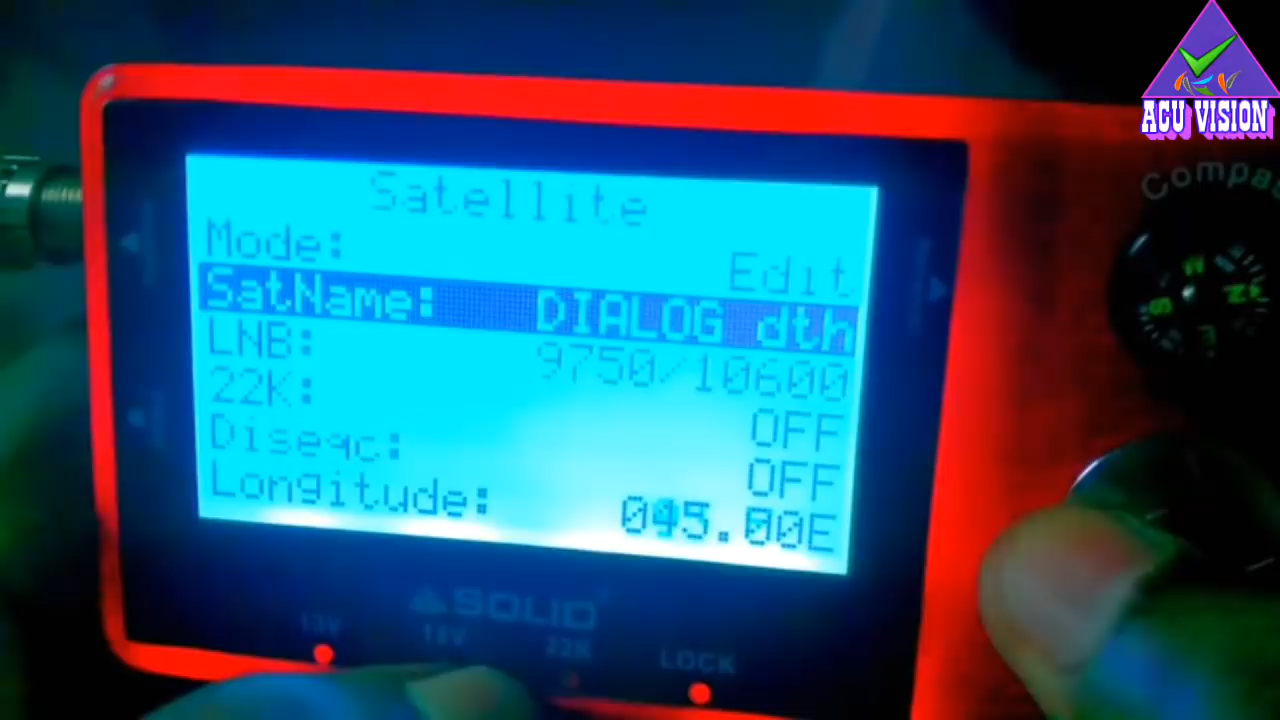 ACU VISION
Compa
Satellite
Mode: Edit
SatName: DIALOG dth
LNB: 9750/10600
22K: OFF
Diseqc: OFF
Longitude: 045.00E
SOLID
13V 18V 22K LOCK